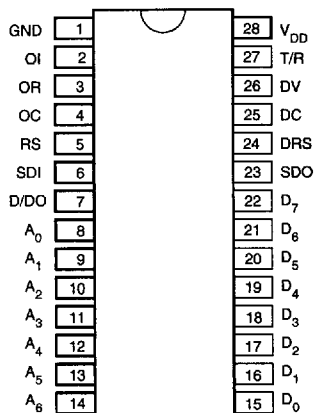 GND 1 28 V_DD
OI 2 27 T/R
OR 3 26 DV
OC 4 25 DC
RS 5 24 DRS
SDI 6 23 SDO
D/DO 7 22 D₇
A₀ 8 21 D₆
A₁ 9 20 D₅
A₂ 10 19 D₄
A₃ 11 18 D₃
A₄ 12 17 D₂
A₅ 13 16 D₁
A₆ 14 15 D₀